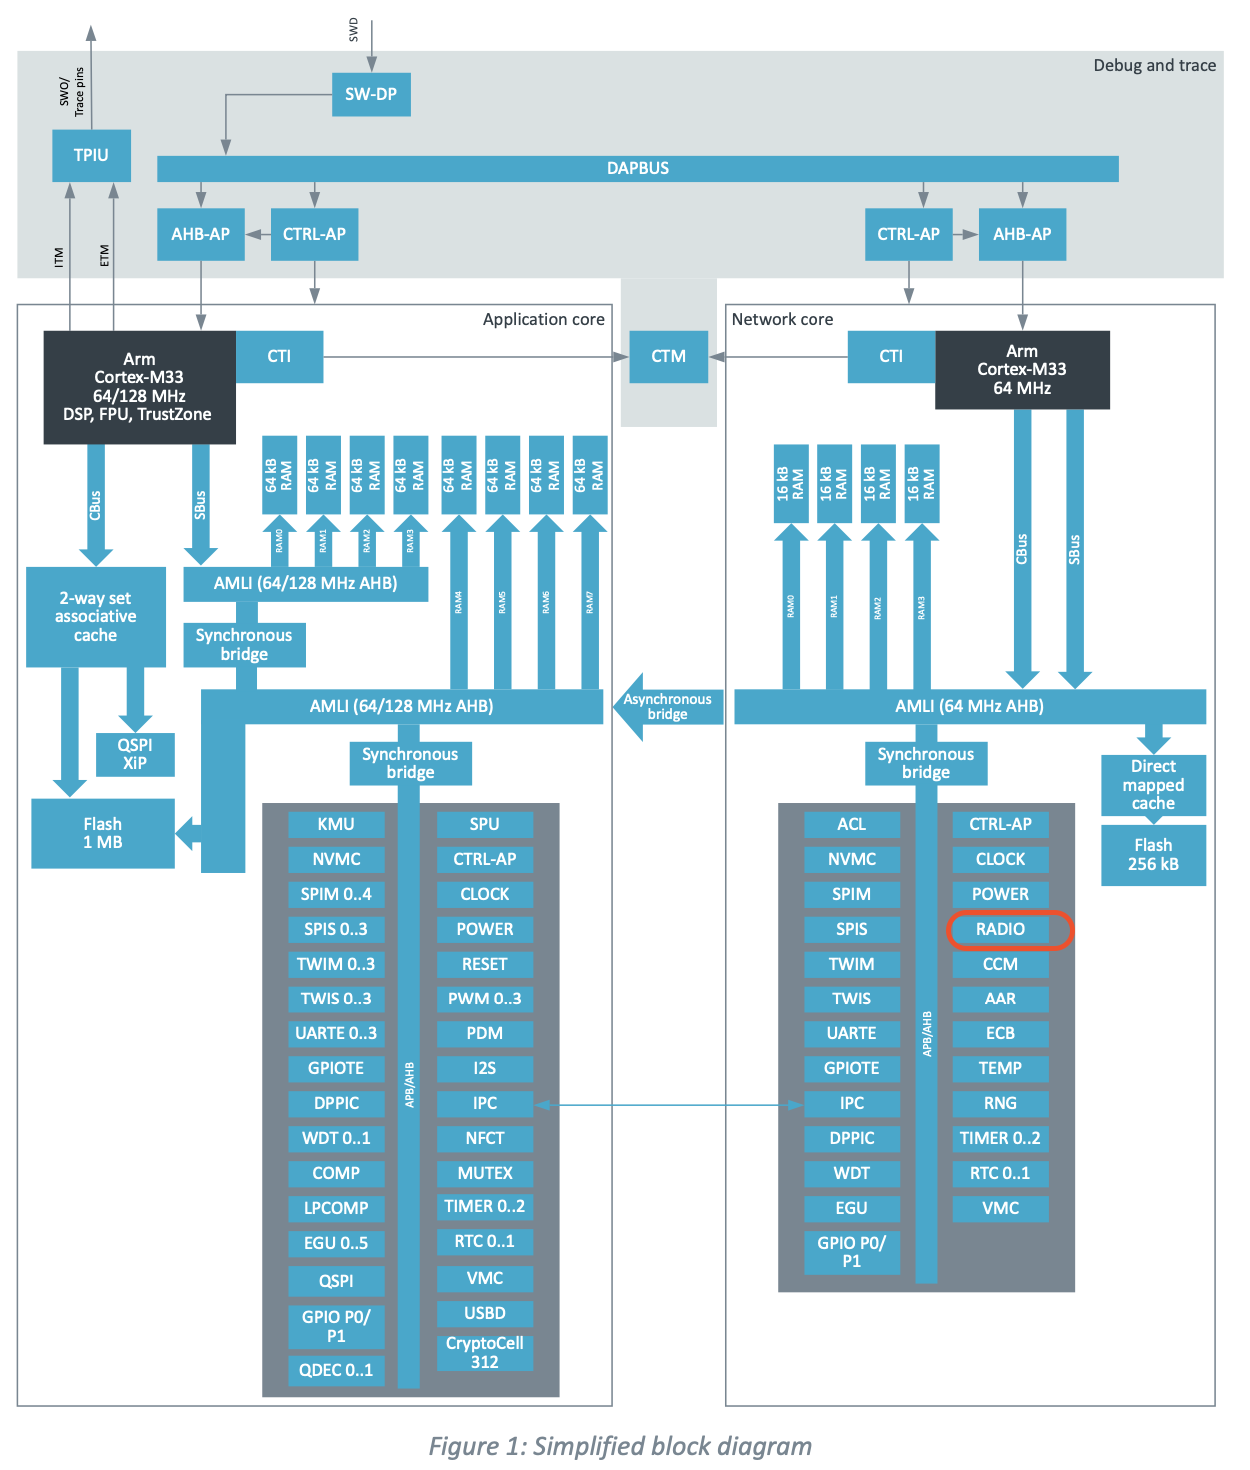 SWD
Debug and trace
SWO/
Trace pins
SW-DP
TPIU
DAPBUS
AHB-AP
CTRL-AP
CTRL-AP
AHB-AP
ITM
ETM
Application core
Network core
Arm
Cortex-M33
64/128 MHz
DSP, FPU, TrustZone
CTI
CTM
CTI
Arm
Cortex-M33
64 MHz
CBus
SBus
64 kB
RAM
64 kB
RAM
64 kB
RAM
64 kB
RAM
64 kB
RAM
64 kB
RAM
64 kB
RAM
64 kB
RAM
RAM0
RAM1
RAM2
RAM3
RAM4
RAM5
RAM6
RAM7
16 kB
RAM
16 kB
RAM
16 kB
RAM
16 kB
RAM
RAM0
RAM1
RAM2
RAM3
CBus
SBus
2-way set
associative
cache
AMLI (64/128 MHz AHB)
Synchronous
bridge
AMLI (64/128 MHz AHB)
Asynchronous
bridge
AMLI (64 MHz AHB)
QSPI
XiP
Flash
1 MB
Synchronous
bridge
Synchronous
bridge
Direct
mapped
cache
Flash
256 kB
KMU
NVMC
SPIM 0..4
SPIS 0..3
TWIM 0..3
TWIS 0..3
UARTE 0..3
GPIOTE
DPPIC
WDT 0..1
COMP
LPCOMP
EGU 0..5
QSPI
GPIO P0/
P1
QDEC 0..1
APB/AHB
SPU
CTRL-AP
CLOCK
POWER
RESET
PWM 0..3
PDM
I2S
IPC
NFCT
MUTEX
TIMER 0..2
RTC 0..1
VMC
USBD
CryptoCell
312
ACL
NVMC
SPIM
SPIS
TWIM
TWIS
UARTE
GPIOTE
IPC
DPPIC
WDT
EGU
GPIO P0/
P1
APB/AHB
CTRL-AP
CLOCK
POWER
RADIO
CCM
AAR
ECB
TEMP
RNG
TIMER 0..2
RTC 0..1
VMC
Figure 1: Simplified block diagram